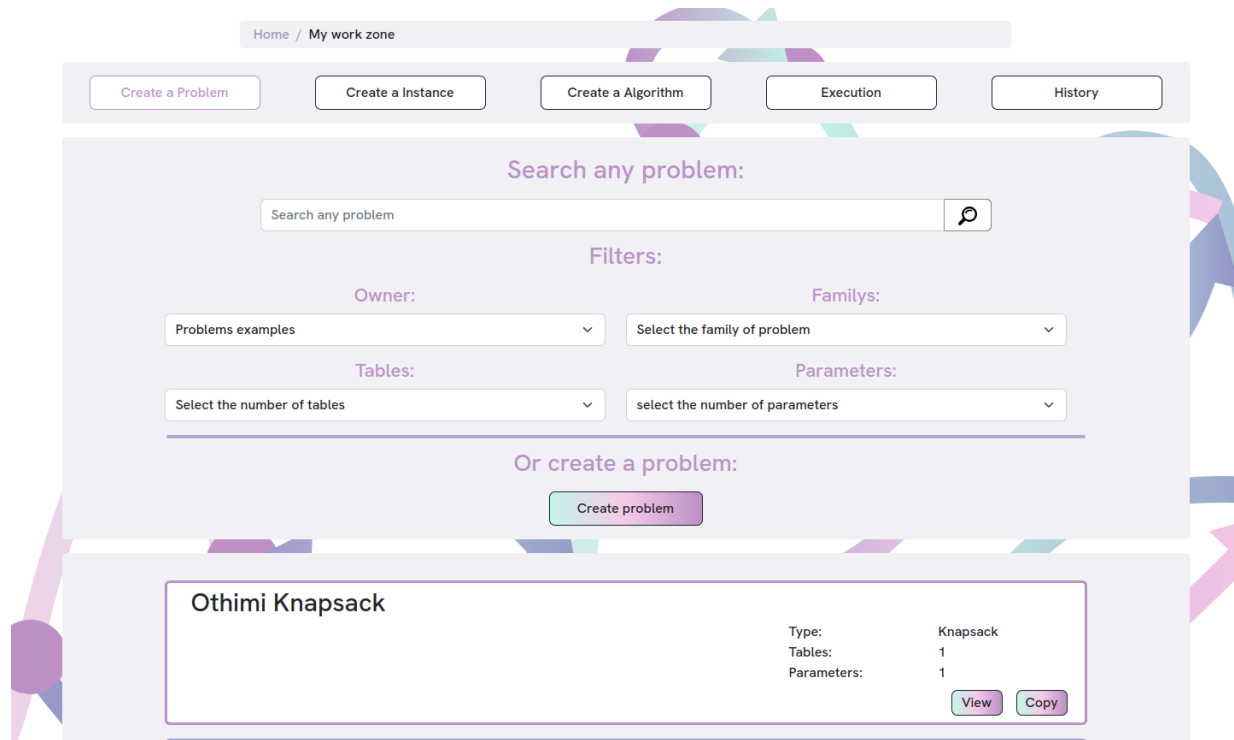 Home / My work zone
Create a Problem Create a Instance Create a Algorithm Execution History
Search any problem:
Search any problem
Filters:
Owner: Familys:
Problems examples Select the family of problem
Tables: Parameters:
Select the number of tables select the number of parameters
Or create a problem:
Create problem
Othimi Knapsack
Type: Knapsack
Tables: 1
Parameters: 1
View Copy